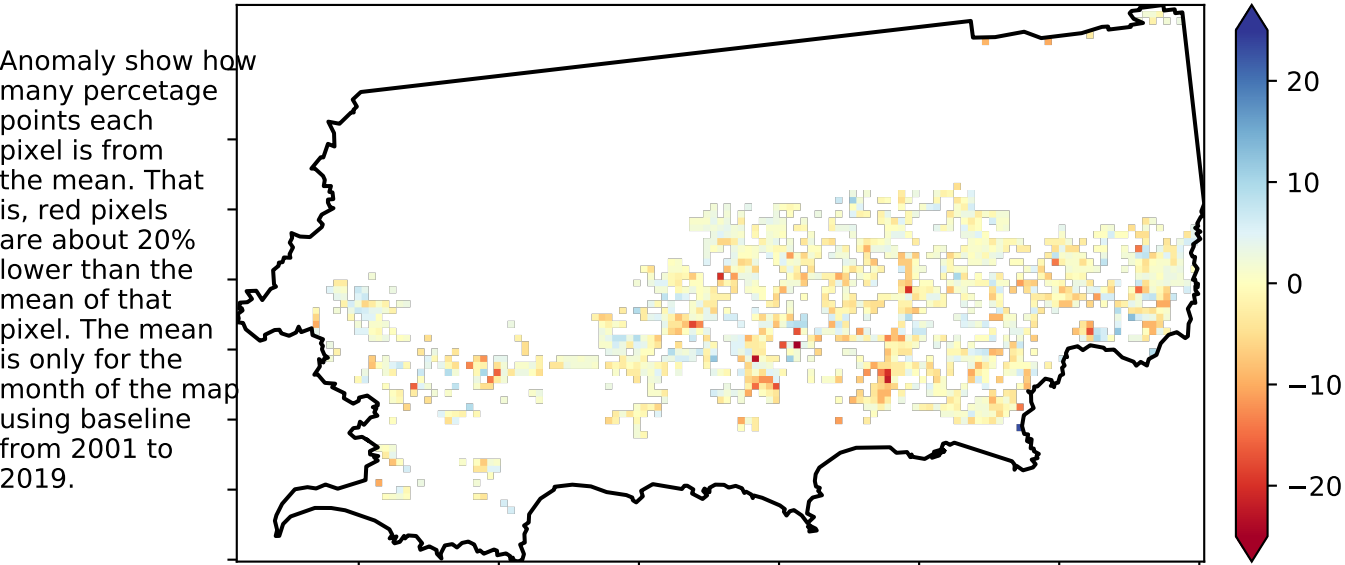 Anomaly show how
many percetage
points each
pixel is from
the mean. That
is, red pixels
are about 20%
lower than the
mean of that
pixel. The mean
is only for the
month of the map
using baseline
from 2001 to
2019.
20
10
0
−10
−20